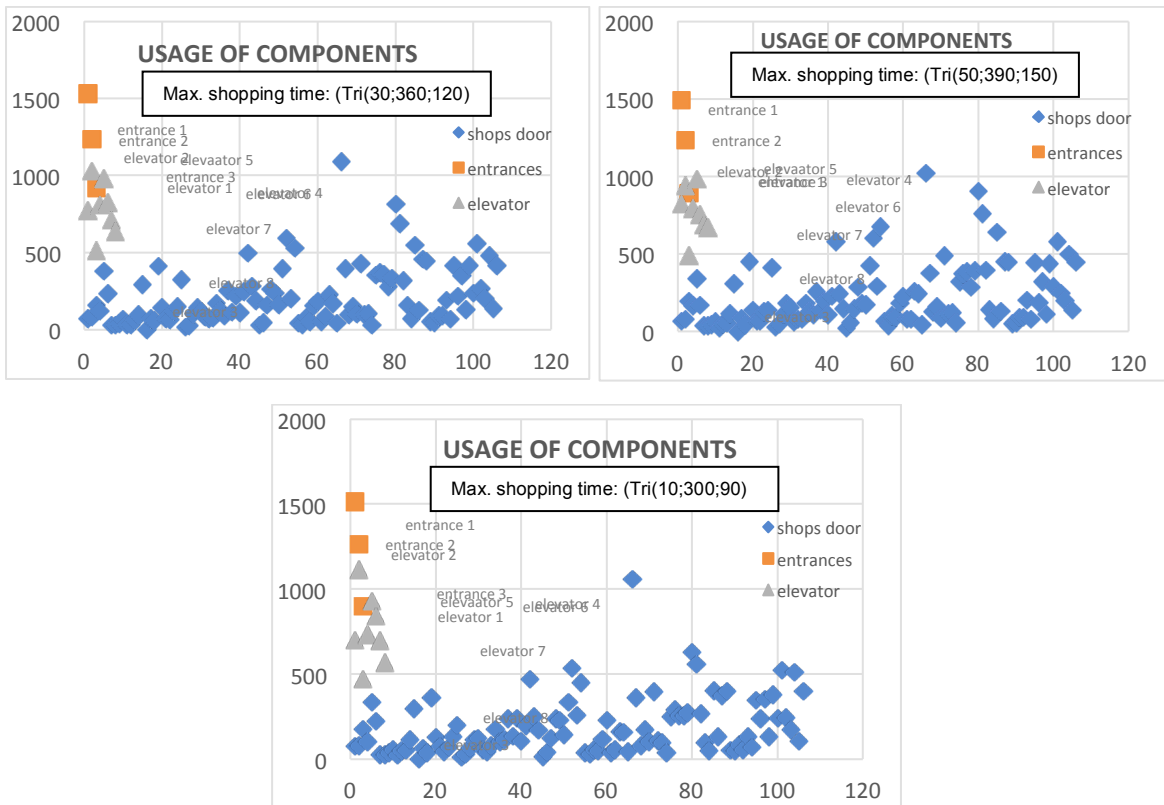 USAGE OF COMPONENTS
Max. shopping time: (Tri(30;360;120)
2000
1500
1000
500
0
0 20 40 60 80 100 120
entrance 1
entrance 2
elevator 2
elevaator 5
entrance 3
elevator 1
elevator 4
elevator 6
elevator 7
elevator 8
shops door
entrances
elevator
USAGE OF COMPONENTS
Max. shopping time: (Tri(50;390;150)
2000
1500
1000
500
0
0 20 40 60 80 100 120
entrance 1
entrance 2
elevator 5
elevator 2
elevator 4
elevator 6
elevator 7
elevator 8
shops door
entrances
elevator
USAGE OF COMPONENTS
Max. shopping time: (Tri(10;300;90)
2000
1500
1000
500
0
0 20 40 60 80 100 120
entrance 1
entrance 2
elevator 2
entrance 3
elevaator 5
elevator 4
elevator 6
elevator 1
elevator 7
elevator 8
shops door
entrances
elevator